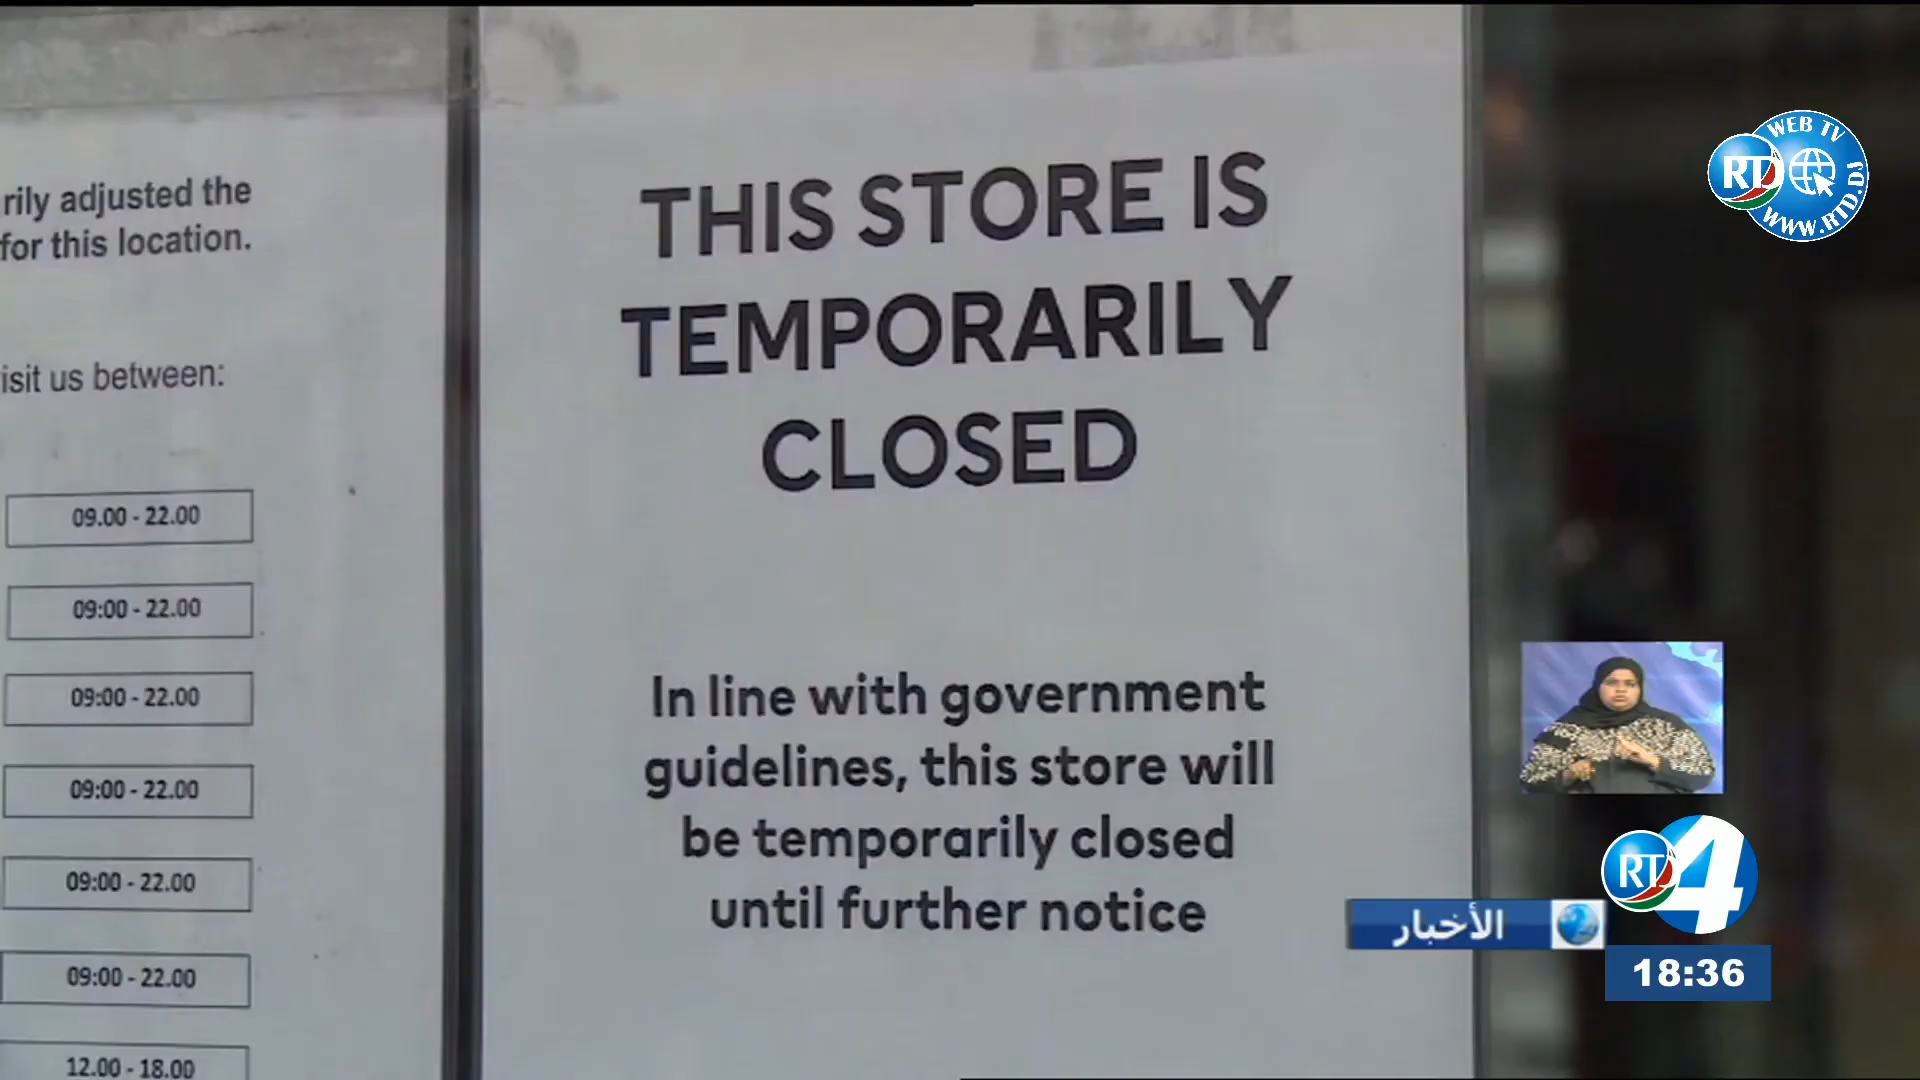 rily adjusted the
for this location.
isit us between:
09.00 - 22.00
09:00 - 22.00
09:00 - 22.00
09:00 - 22.00
09:00 - 22.00
09:00 - 22.00
12.00 - 18.00
THIS STORE IS
TEMPORARILY
CLOSED
In line with government
guidelines, this store will
be temporarily closed
until further notice
WEB TV
RTD
WWW.RTD.DJ
RTD 4
الأخبار
18:36